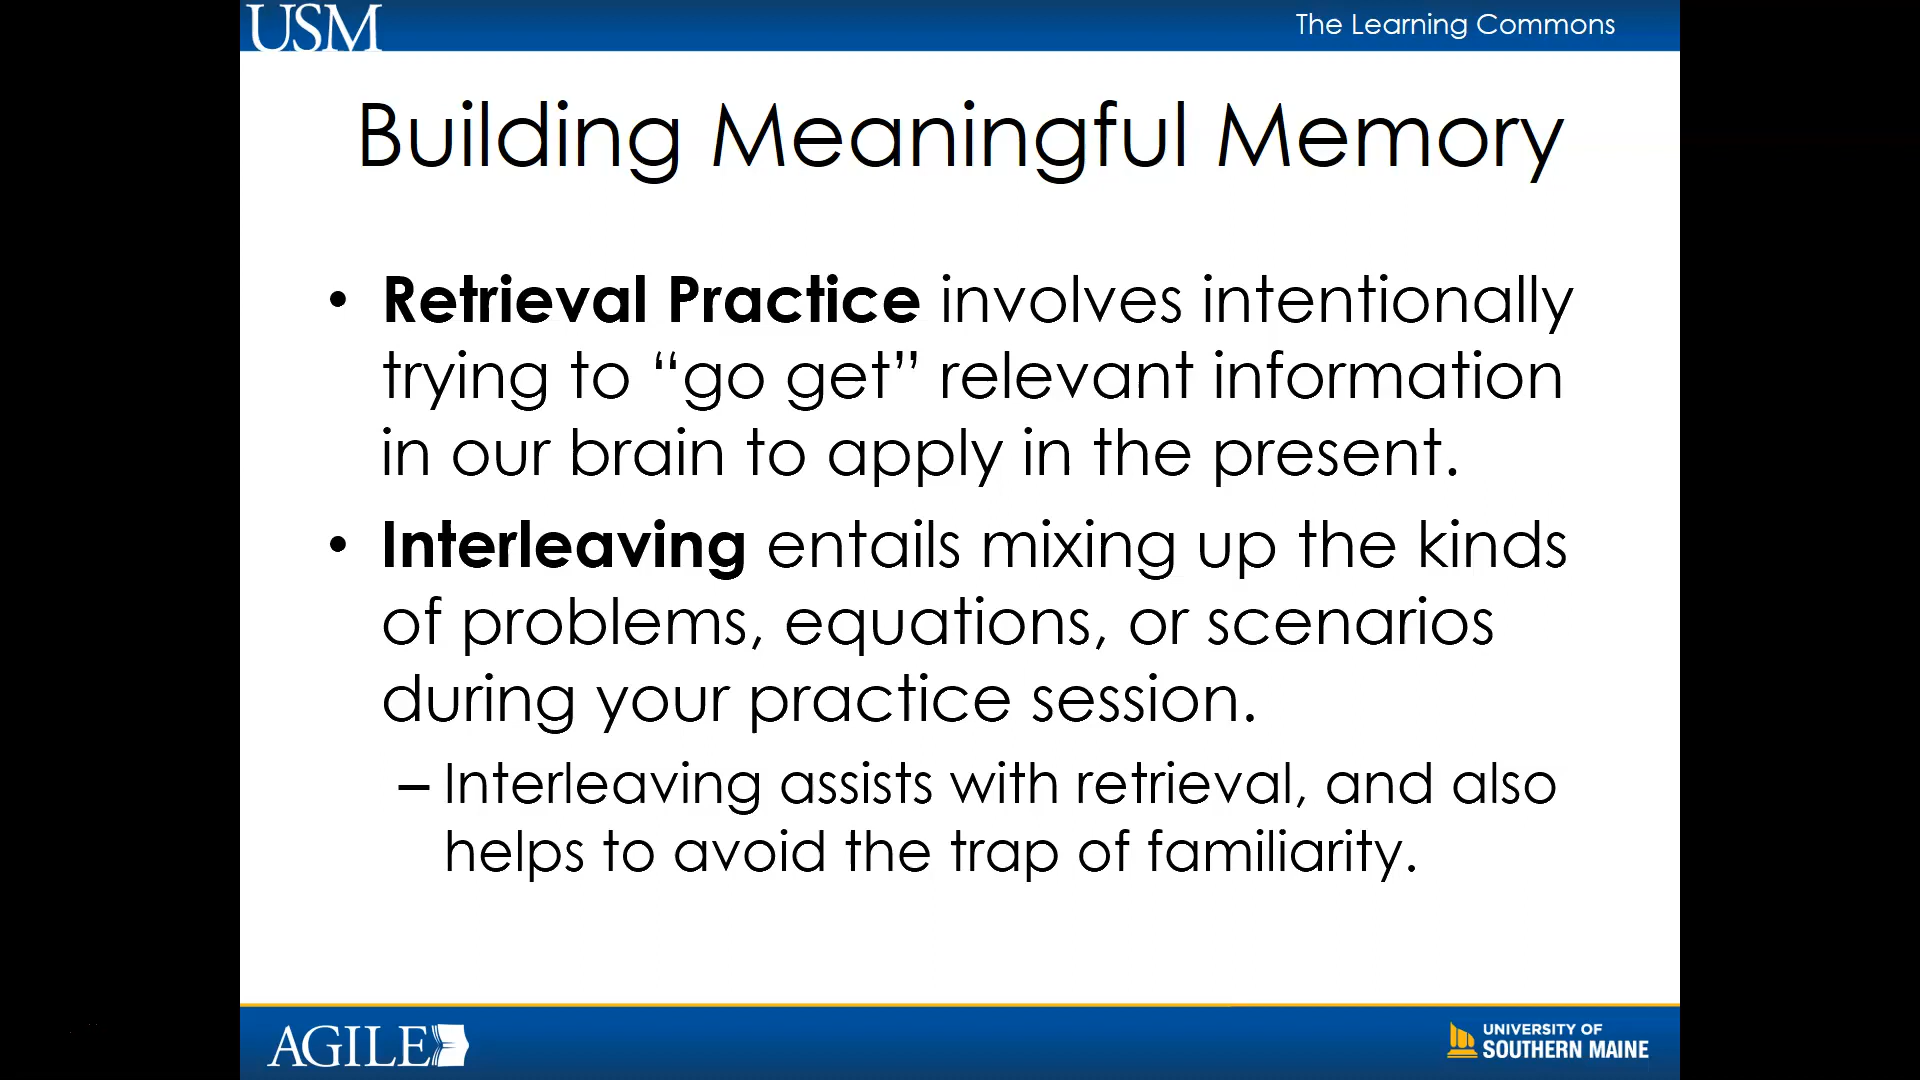 USM
The Learning Commons
Building Meaningful Memory
• Retrieval Practice involves intentionally
trying to “go get” relevant information
in our brain to apply in the present.
• Interleaving entails mixing up the kinds
of problems, equations, or scenarios
during your practice session.
– Interleaving assists with retrieval, and also
helps to avoid the trap of familiarity.
AGILE
UNIVERSITY OF
SOUTHERN MAINE